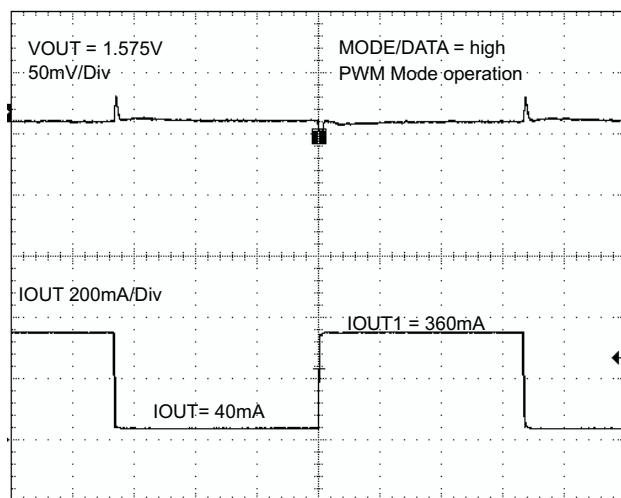 VOUT = 1.575V
50mV/Div
MODE/DATA = high
PWM Mode operation
IOUT 200mA/Div
IOUT1 = 360mA
IOUT= 40mA